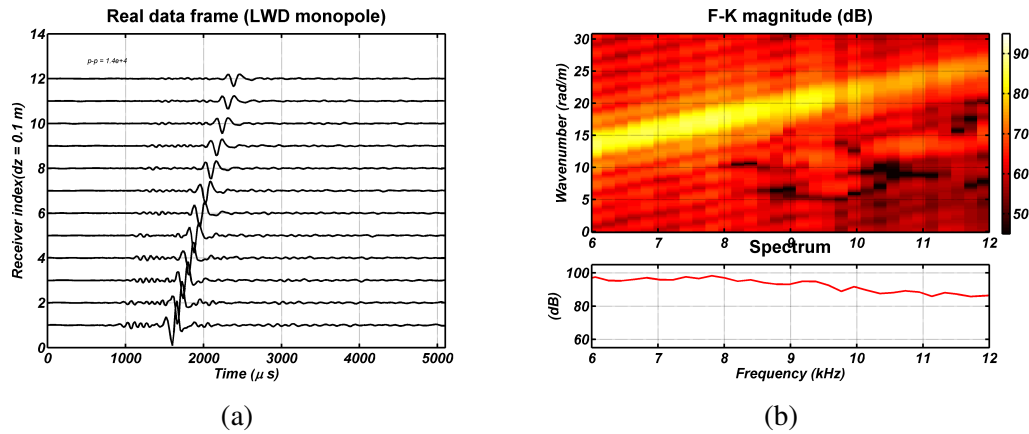 Real data frame (LWD monopole)
14
12
10
8
6
4
2
0
p-p = 1.4e+4
Receiver index(dz = 0.1 m)
0 1000 2000 3000 4000 5000
Time (μ s)
(a)
F-K magnitude (dB)
30
25
20
15
10
5
0
Wavenumber (rad/m)
6 7 8 9 10 11 12
90
80
70
60
50
Spectrum
100
80
60
(dB)
6 7 8 9 10 11 12
Frequency (kHz)
(b)